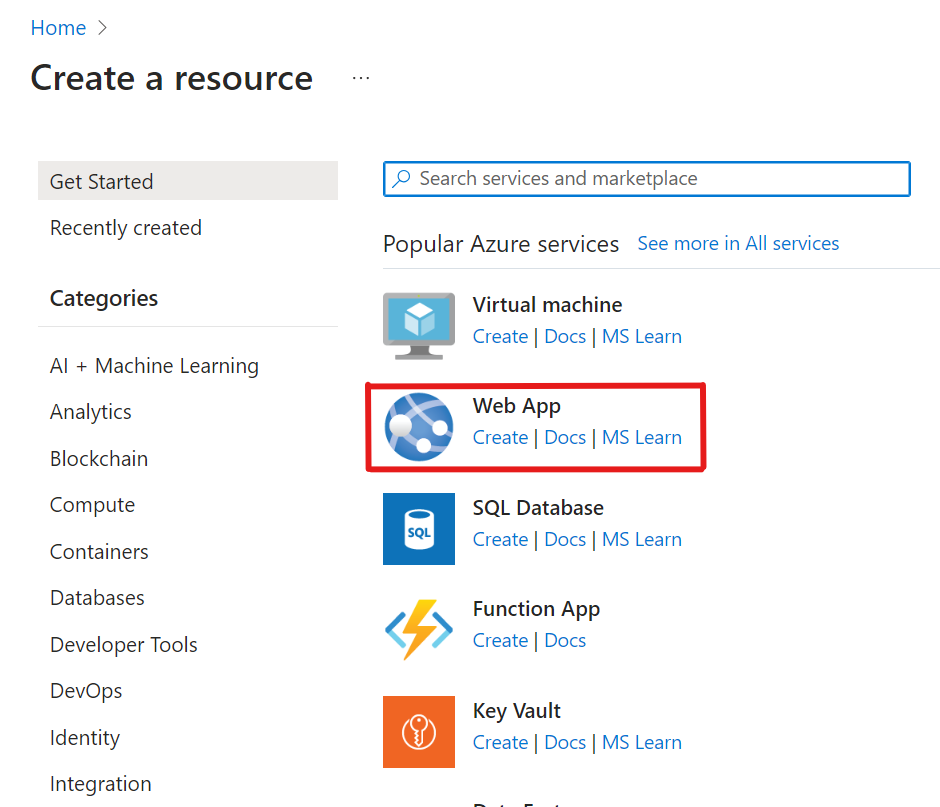 Home >
Create a resource ...
Get Started
Recently created
Categories
AI + Machine Learning
Analytics
Blockchain
Compute
Containers
Databases
Developer Tools
DevOps
Identity
Integration
Search services and marketplace
Popular Azure services See more in All services
Virtual machine
Create | Docs | MS Learn
Web App
Create | Docs | MS Learn
SQL
SQL Database
Create | Docs | MS Learn
Function App
Create | Docs
Key Vault
Create | Docs | MS Learn